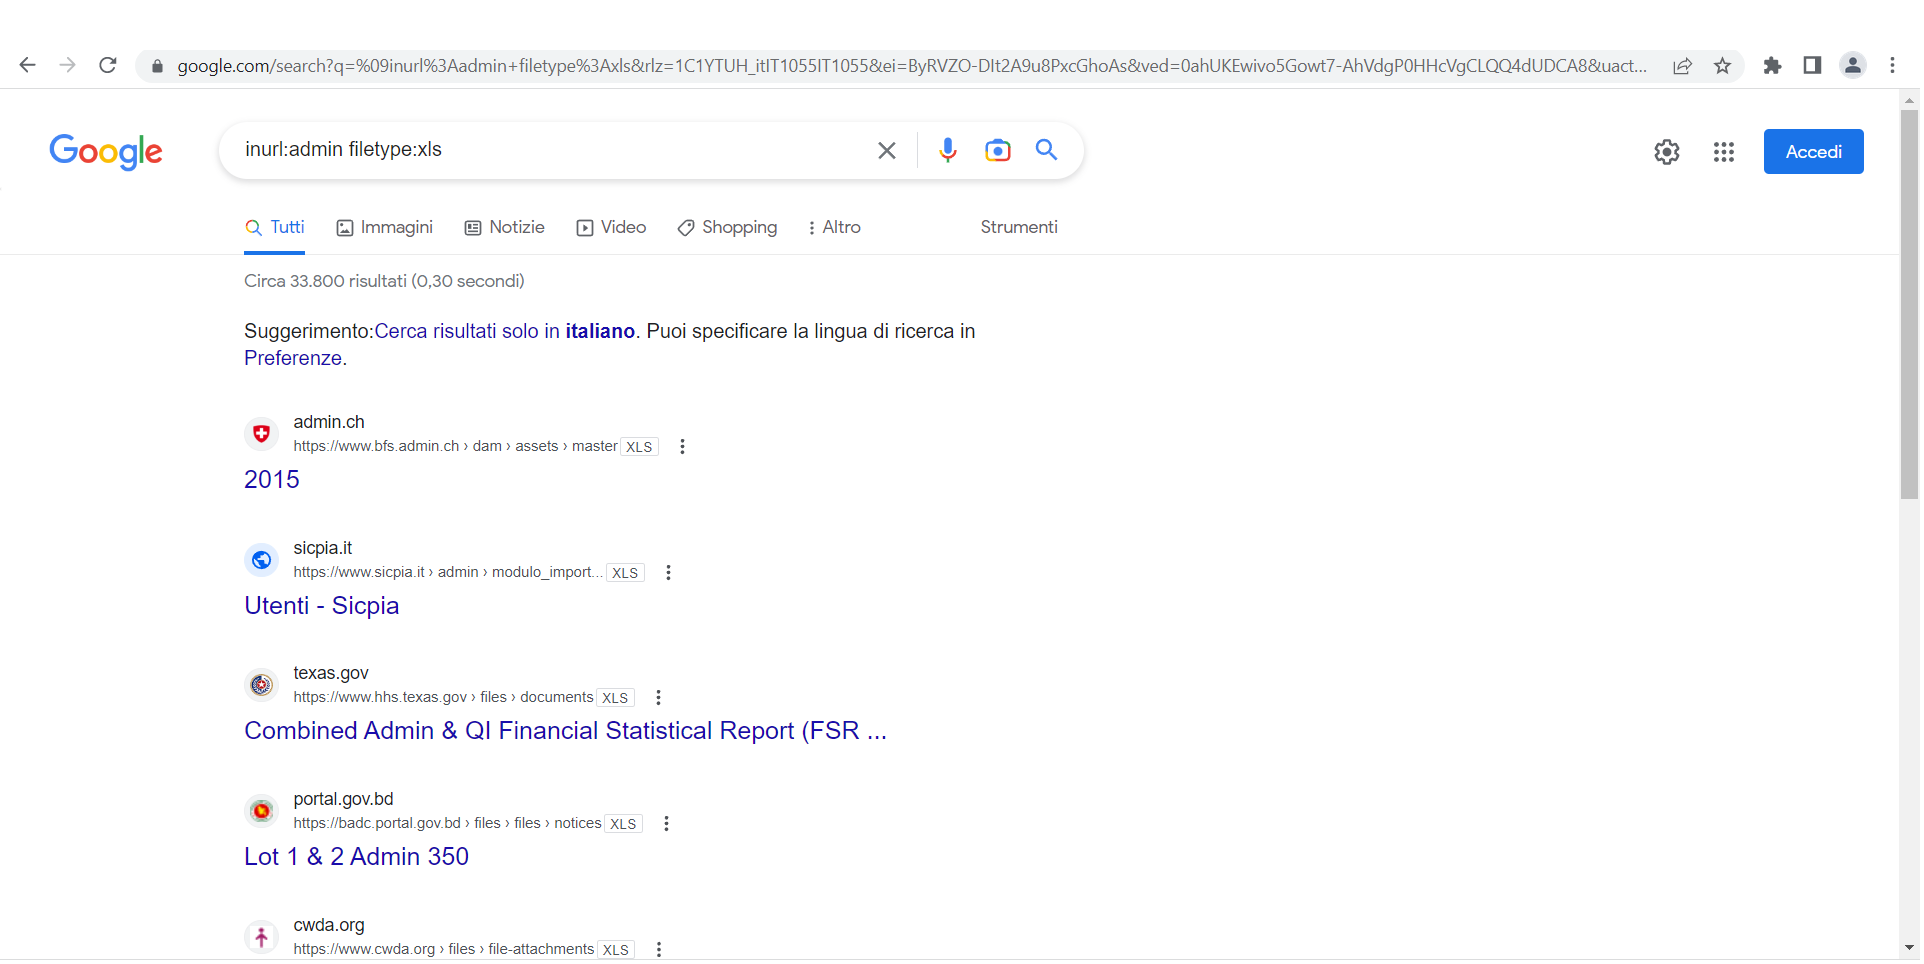 google.com/search?q=%09inurl%3Aadmin+filetype%3Axls&rlz=1C1YTUH_itIT1055IT1055&ei=ByRVZO-DIt2A9u8PxcGhoAs&ved=0ahUKEwivo5Gowt7-AhVdgP0HHcVgCLQQ4dUDCA8&uact...
Google
inurl:admin filetype:xls
Accedi
Tutti Immagini Notizie Video Shopping Altro Strumenti
Circa 33.800 risultati (0,30 secondi)
Suggerimento:Cerca risultati solo in italiano. Puoi specificare la lingua di ricerca in
Preferenze.
admin.ch
https://www.bfs.admin.ch › dam › assets › master XLS
2015
sicpia.it
https://www.sicpia.it › admin › modulo_import... XLS
Utenti - Sicpia
texas.gov
https://www.hhs.texas.gov › files › documents XLS
Combined Admin & QI Financial Statistical Report (FSR ...
portal.gov.bd
https://badc.portal.gov.bd › files › files › notices XLS
Lot 1 & 2 Admin 350
cwda.org
https://www.cwda.org › files › file-attachments XLS